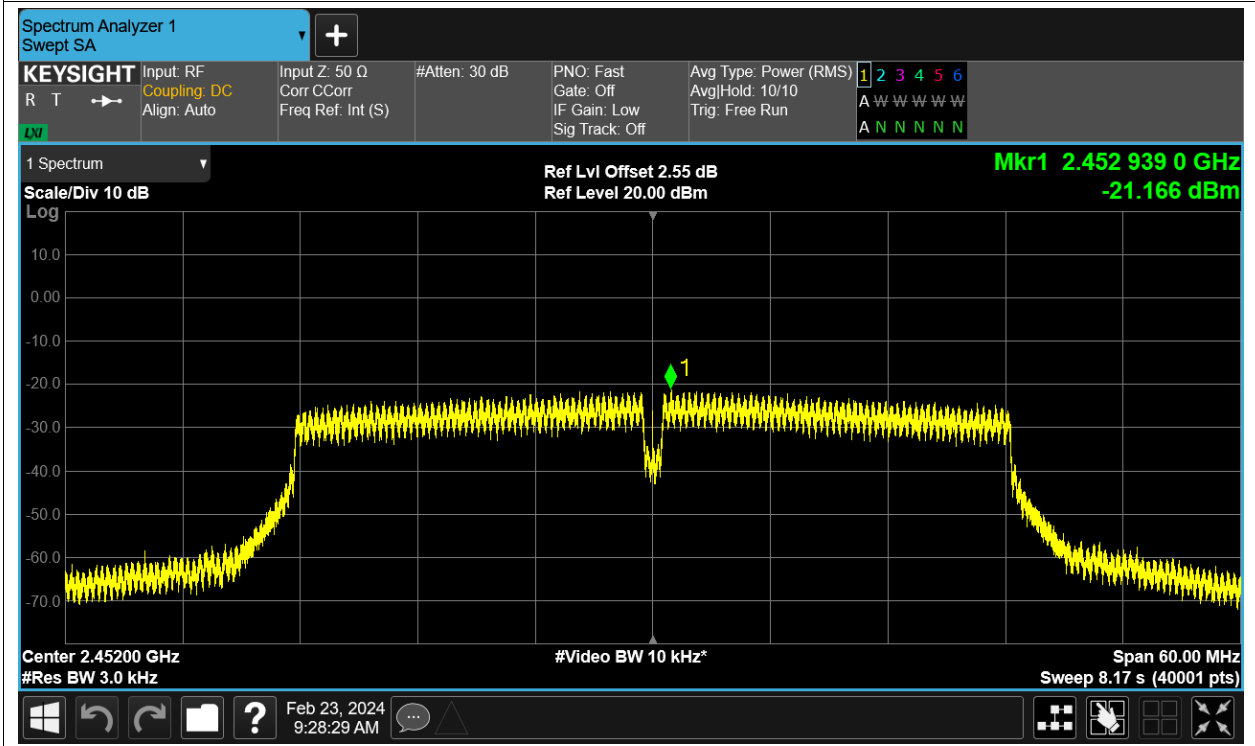 Spectrum Analyzer 1
Swept SA
+
KEYSIGHT
R T
LXI
Input: RF
Coupling: DC
Align: Auto
Input Z: 50 Ω
Corr CCorr
Freq Ref: Int (S)
#Atten: 30 dB
PNO: Fast
Gate: Off
IF Gain: Low
Sig Track: Off
Avg Type: Power (RMS)
Avg|Hold: 10/10
Trig: Free Run
1 2 3 4 5 6
A W W W W W
A N N N N N
1 Spectrum
Scale/Div 10 dB
Ref Lvl Offset 2.55 dB
Ref Level 20.00 dBm
Mkr1 2.452 939 0 GHz
-21.166 dBm
Log
10.0
0.00
-10.0
-20.0
-30.0
-40.0
-50.0
-60.0
-70.0
1
Center 2.45200 GHz
#Res BW 3.0 kHz
#Video BW 10 kHz*
Span 60.00 MHz
Sweep 8.17 s (40001 pts)
?
Feb 23, 2024
9:28:29 AM